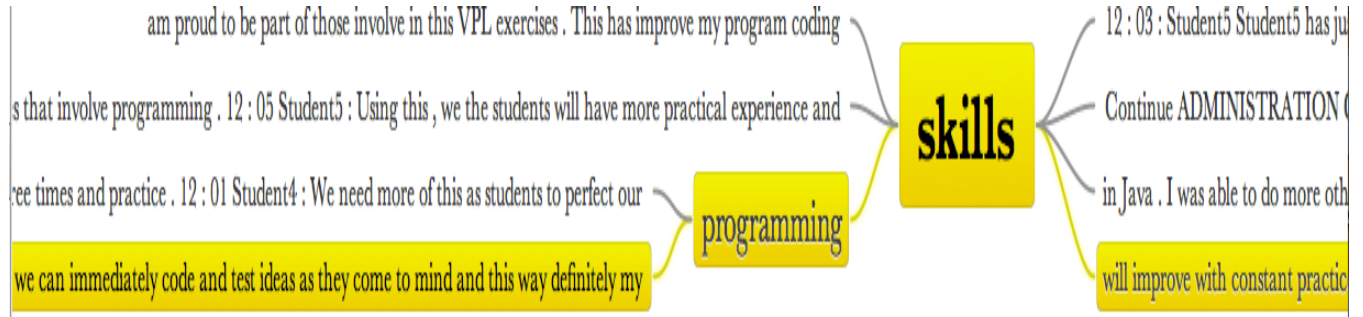 am proud to be part of those involve in this VPL exercises . This has improve my program coding
s that involve programming . 12 : 05 Student5 : Using this , we the students will have more practical experience and
ree times and practice . 12 : 01 Student4 : We need more of this as students to perfect our
we can immediately code and test ideas as they come to mind and this way definitely my
programming
skills
12 : 03 : Student5 Student5 has ju
Continue ADMINISTRATION
in Java . I was able to do more oth
will improve with constant practic